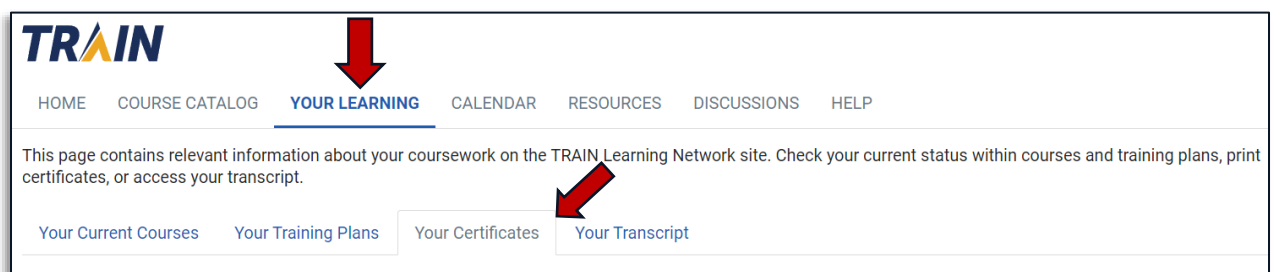 TRAIN
HOME COURSE CATALOG YOUR LEARNING CALENDAR RESOURCES DISCUSSIONS HELP
This page contains relevant information about your coursework on the TRAIN Learning Network site. Check your current status within courses and training plans, print
certificates, or access your transcript.
Your Current Courses Your Training Plans Your Certificates Your Transcript